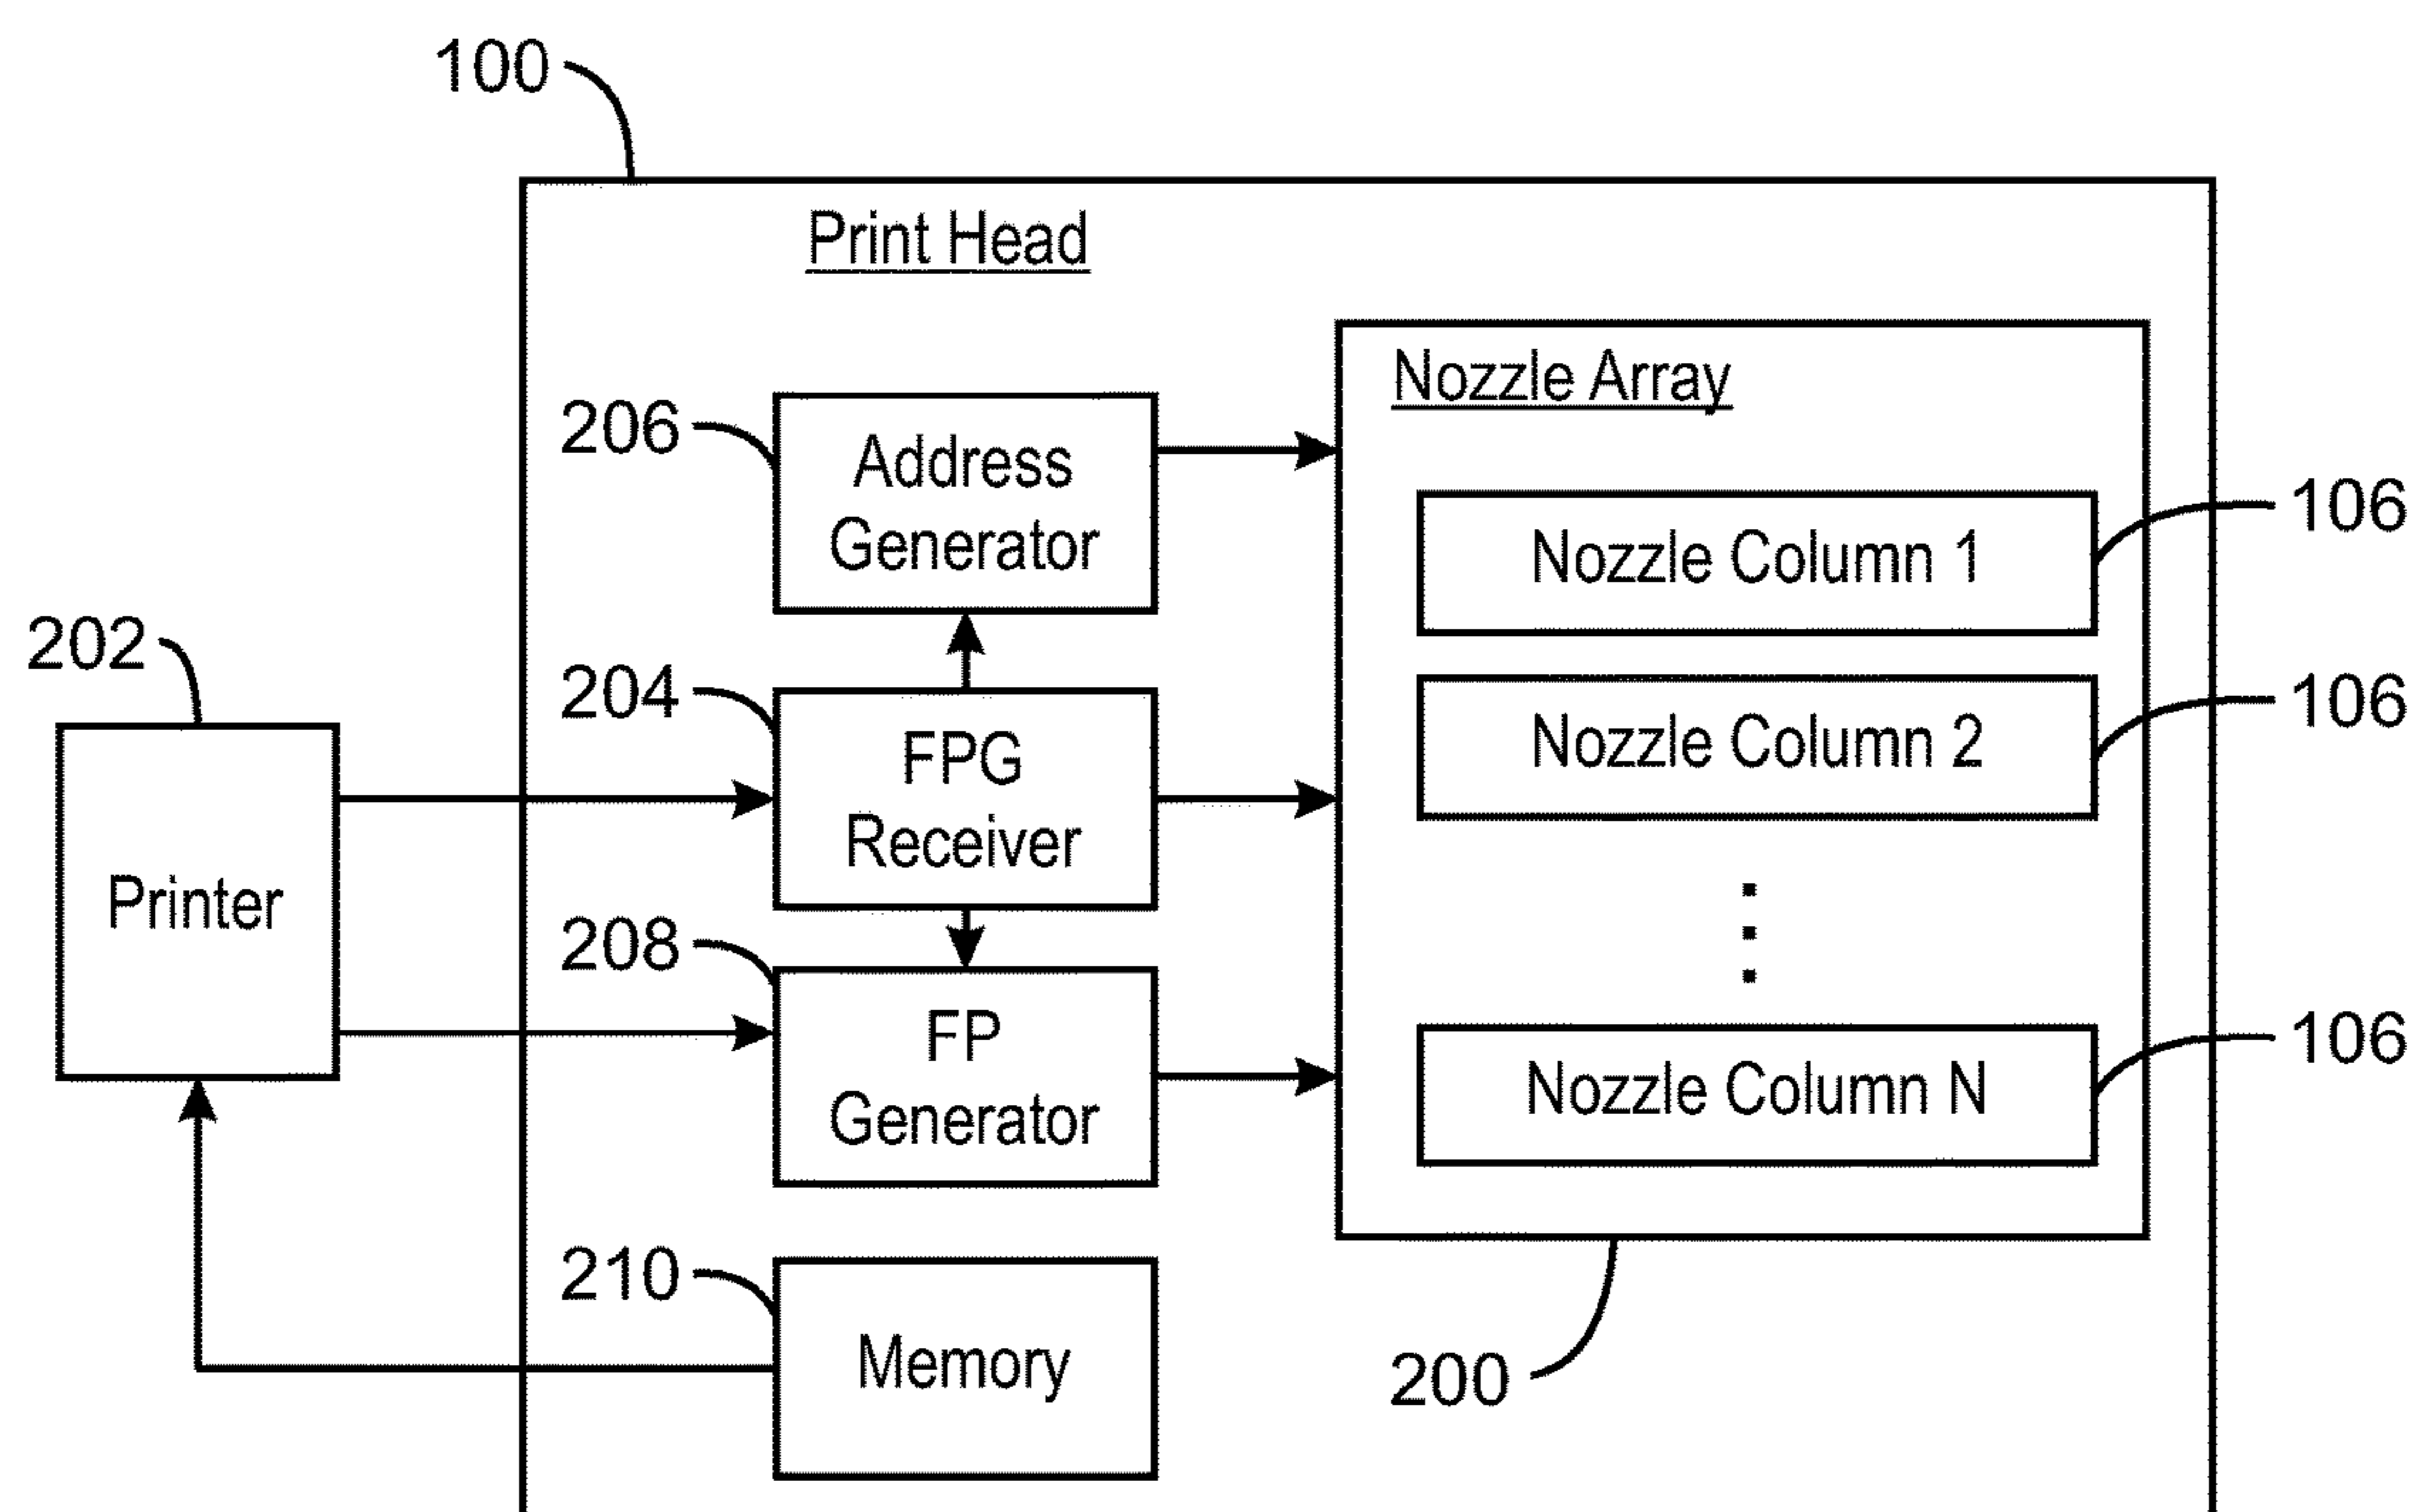 100
Print Head
Nozzle Array
206
Address
Generator
106
Nozzle Column 1
202
204
FPG
Receiver
106
Nozzle Column 2
Printer
208
FP
Generator
106
Nozzle Column N
210
Memory
200